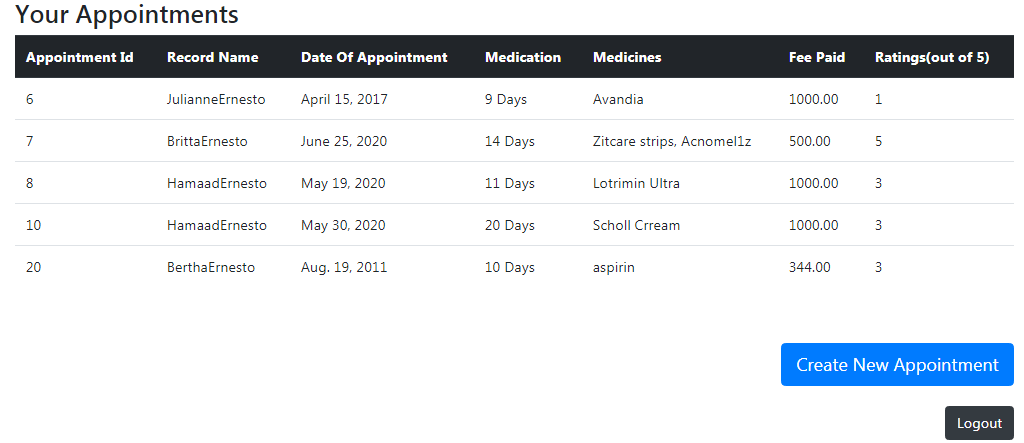 Your Appointments
Appointment Id Record Name Date Of Appointment Medication Medicines Fee Paid Ratings(out of 5)
6 JulianneErnesto April 15, 2017 9 Days Avandia 1000.00 1
7 BrittaErnesto June 25, 2020 14 Days Zitcare strips, Acnomel1z 500.00 5
8 HamaadErnesto May 19, 2020 11 Days Lotrimin Ultra 1000.00 3
10 HamaadErnesto May 30, 2020 20 Days Scholl Crream 1000.00 3
20 BerthaErnesto Aug. 19, 2011 10 Days aspirin 344.00 3
Create New Appointment
Logout